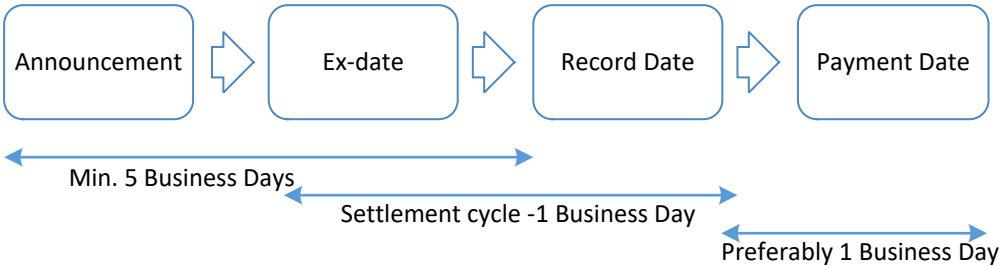 Announcement
Ex-date
Record Date
Payment Date
Min. 5 Business Days
Settlement cycle -1 Business Day
Preferably 1 Business Day